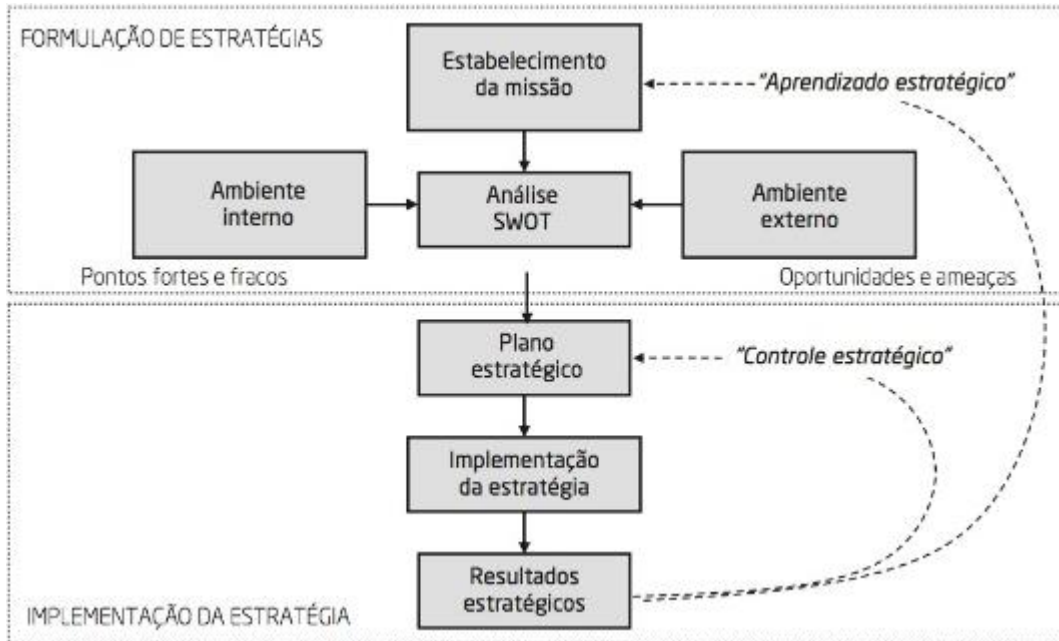 FORMULAÇÃO DE ESTRATÉGIAS
Estabelecimento
da missão
"Aprendizado estratégico"
Ambiente
interno
Análise
SWOT
Ambiente
externo
Pontos fortes e fracos
Oportunidades e ameaças
Plano
estratégico
"Controle estratégico"
Implementação
da estratégia
Resultados
estratégicos
IMPLEMENTAÇÃO DA ESTRATÉGIA